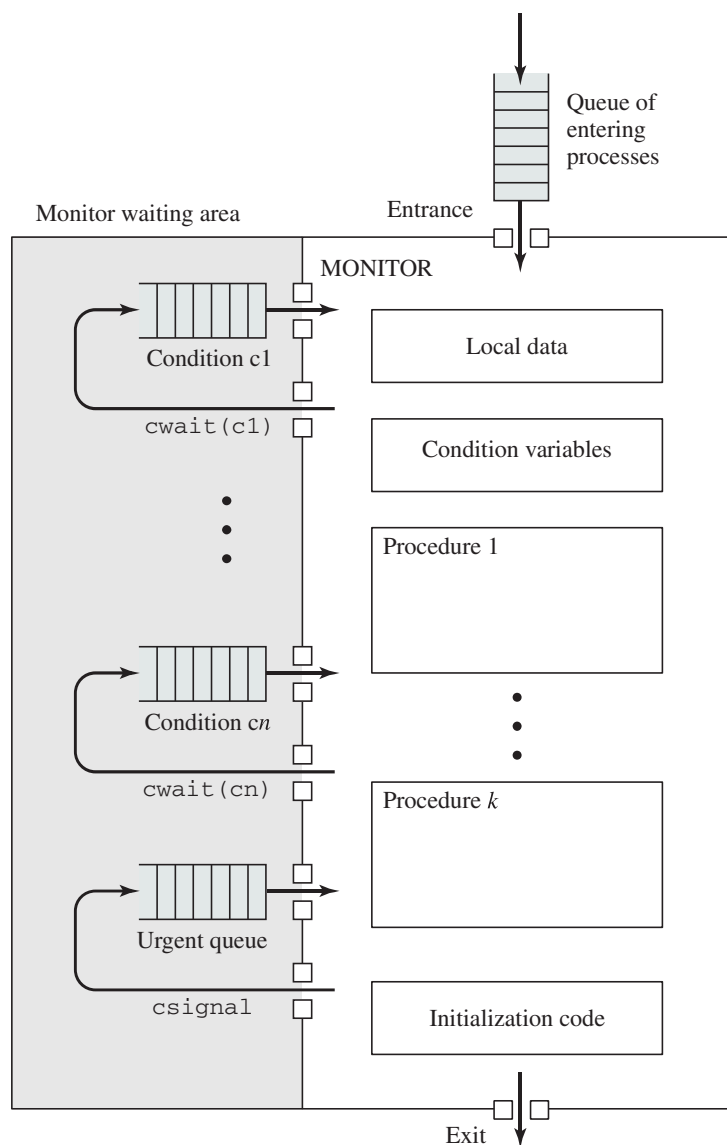 Queue of
entering
processes
Entrance
Monitor waiting area
MONITOR
Condition c1
cwait(c1)
Local data
Condition variables
Procedure 1
Condition cn
cwait(cn)
Procedure k
Urgent queue
csignal
Initialization code
Exit